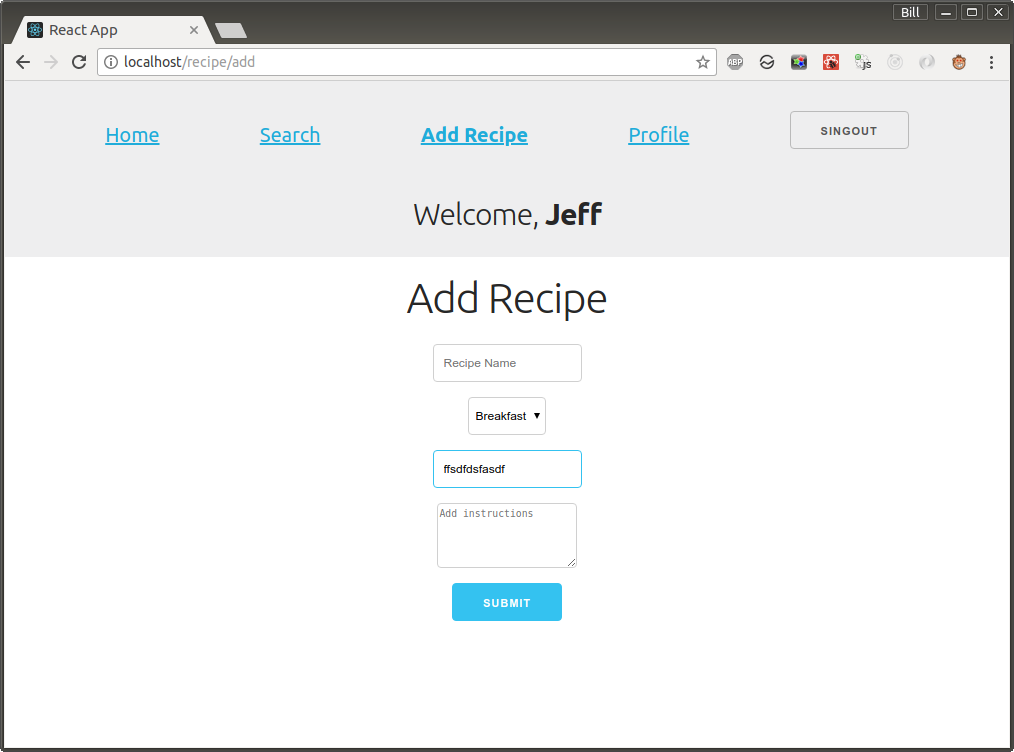 Bill
React App
localhost/recipe/add
ABP
js
Home Search Add Recipe Profile SINGOUT
Welcome, Jeff
Add Recipe
Recipe Name
Breakfast
ffsdfdsfasdf
Add instructions
SUBMIT